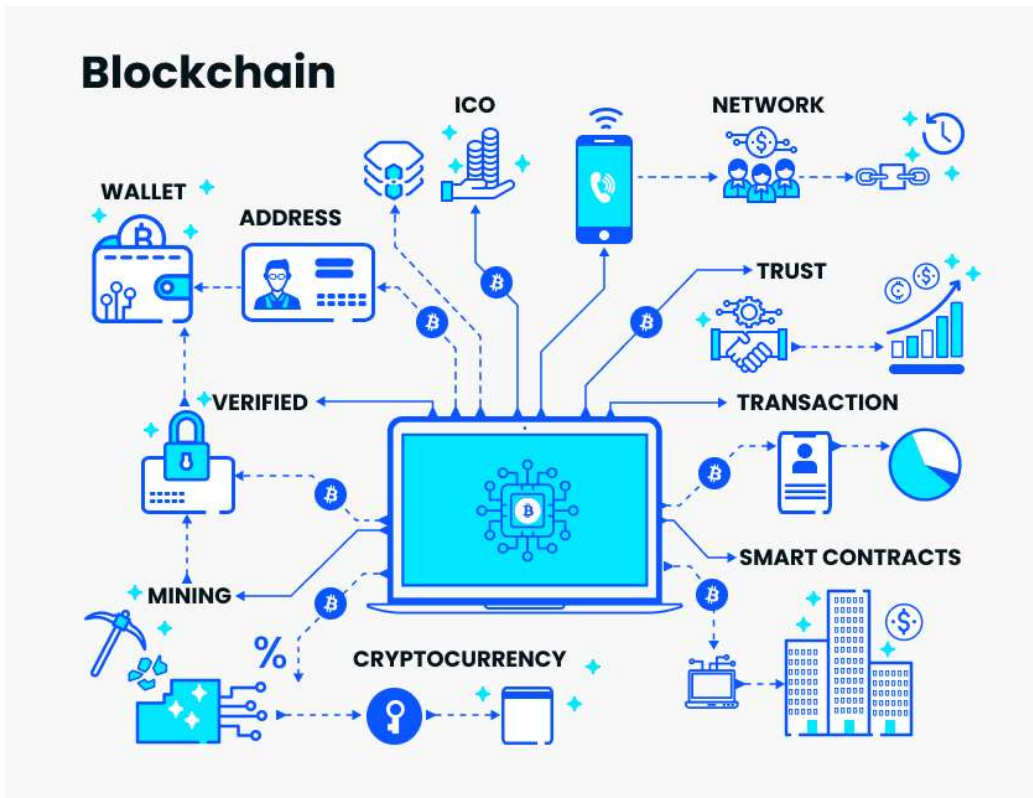 Blockchain
ICO
NETWORK
WALLET
ADDRESS
TRUST
VERIFIED
TRANSACTION
SMART CONTRACTS
MINING
%
CRYPTOCURRENCY